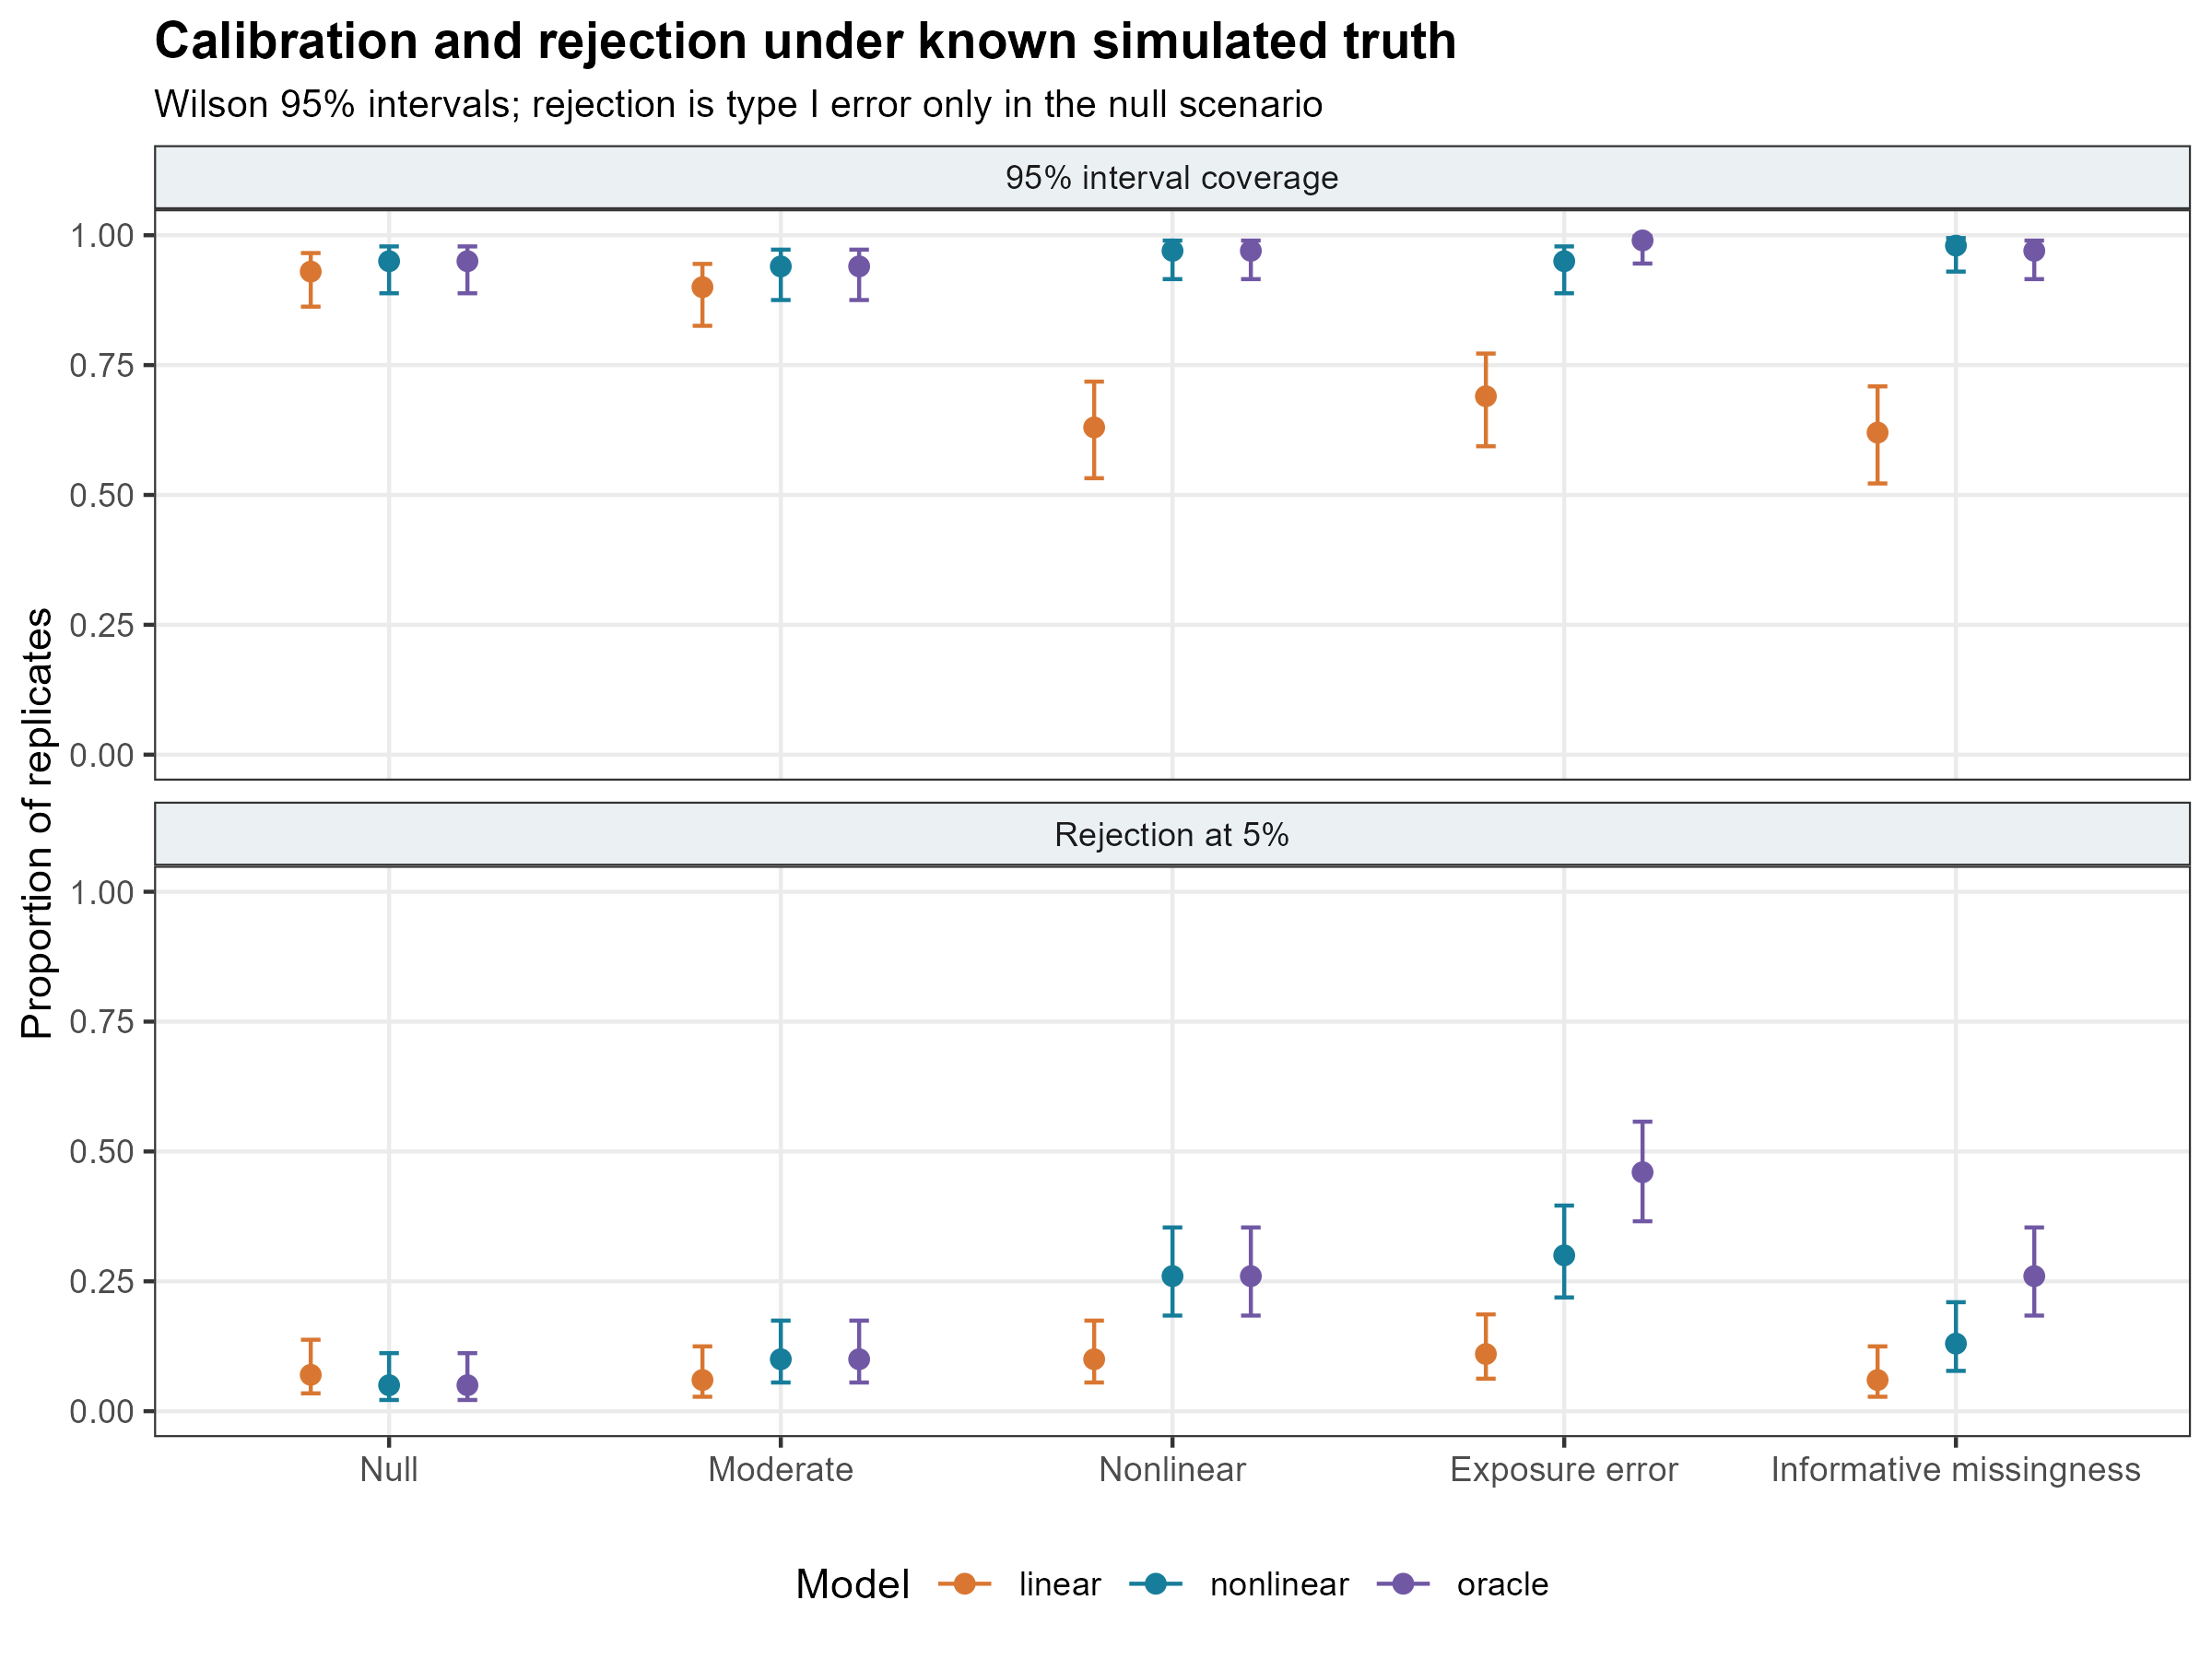 Calibration and rejection under known simulated truth
Wilson 95% intervals; rejection is type I error only in the null scenario
95% interval coverage
1.00
0.75
0.50
0.25
0.00
Proportion of replicates
Rejection at 5%
1.00
0.75
0.50
0.25
0.00
Null Moderate Nonlinear Exposure error Informative missingness
Model linear nonlinear oracle